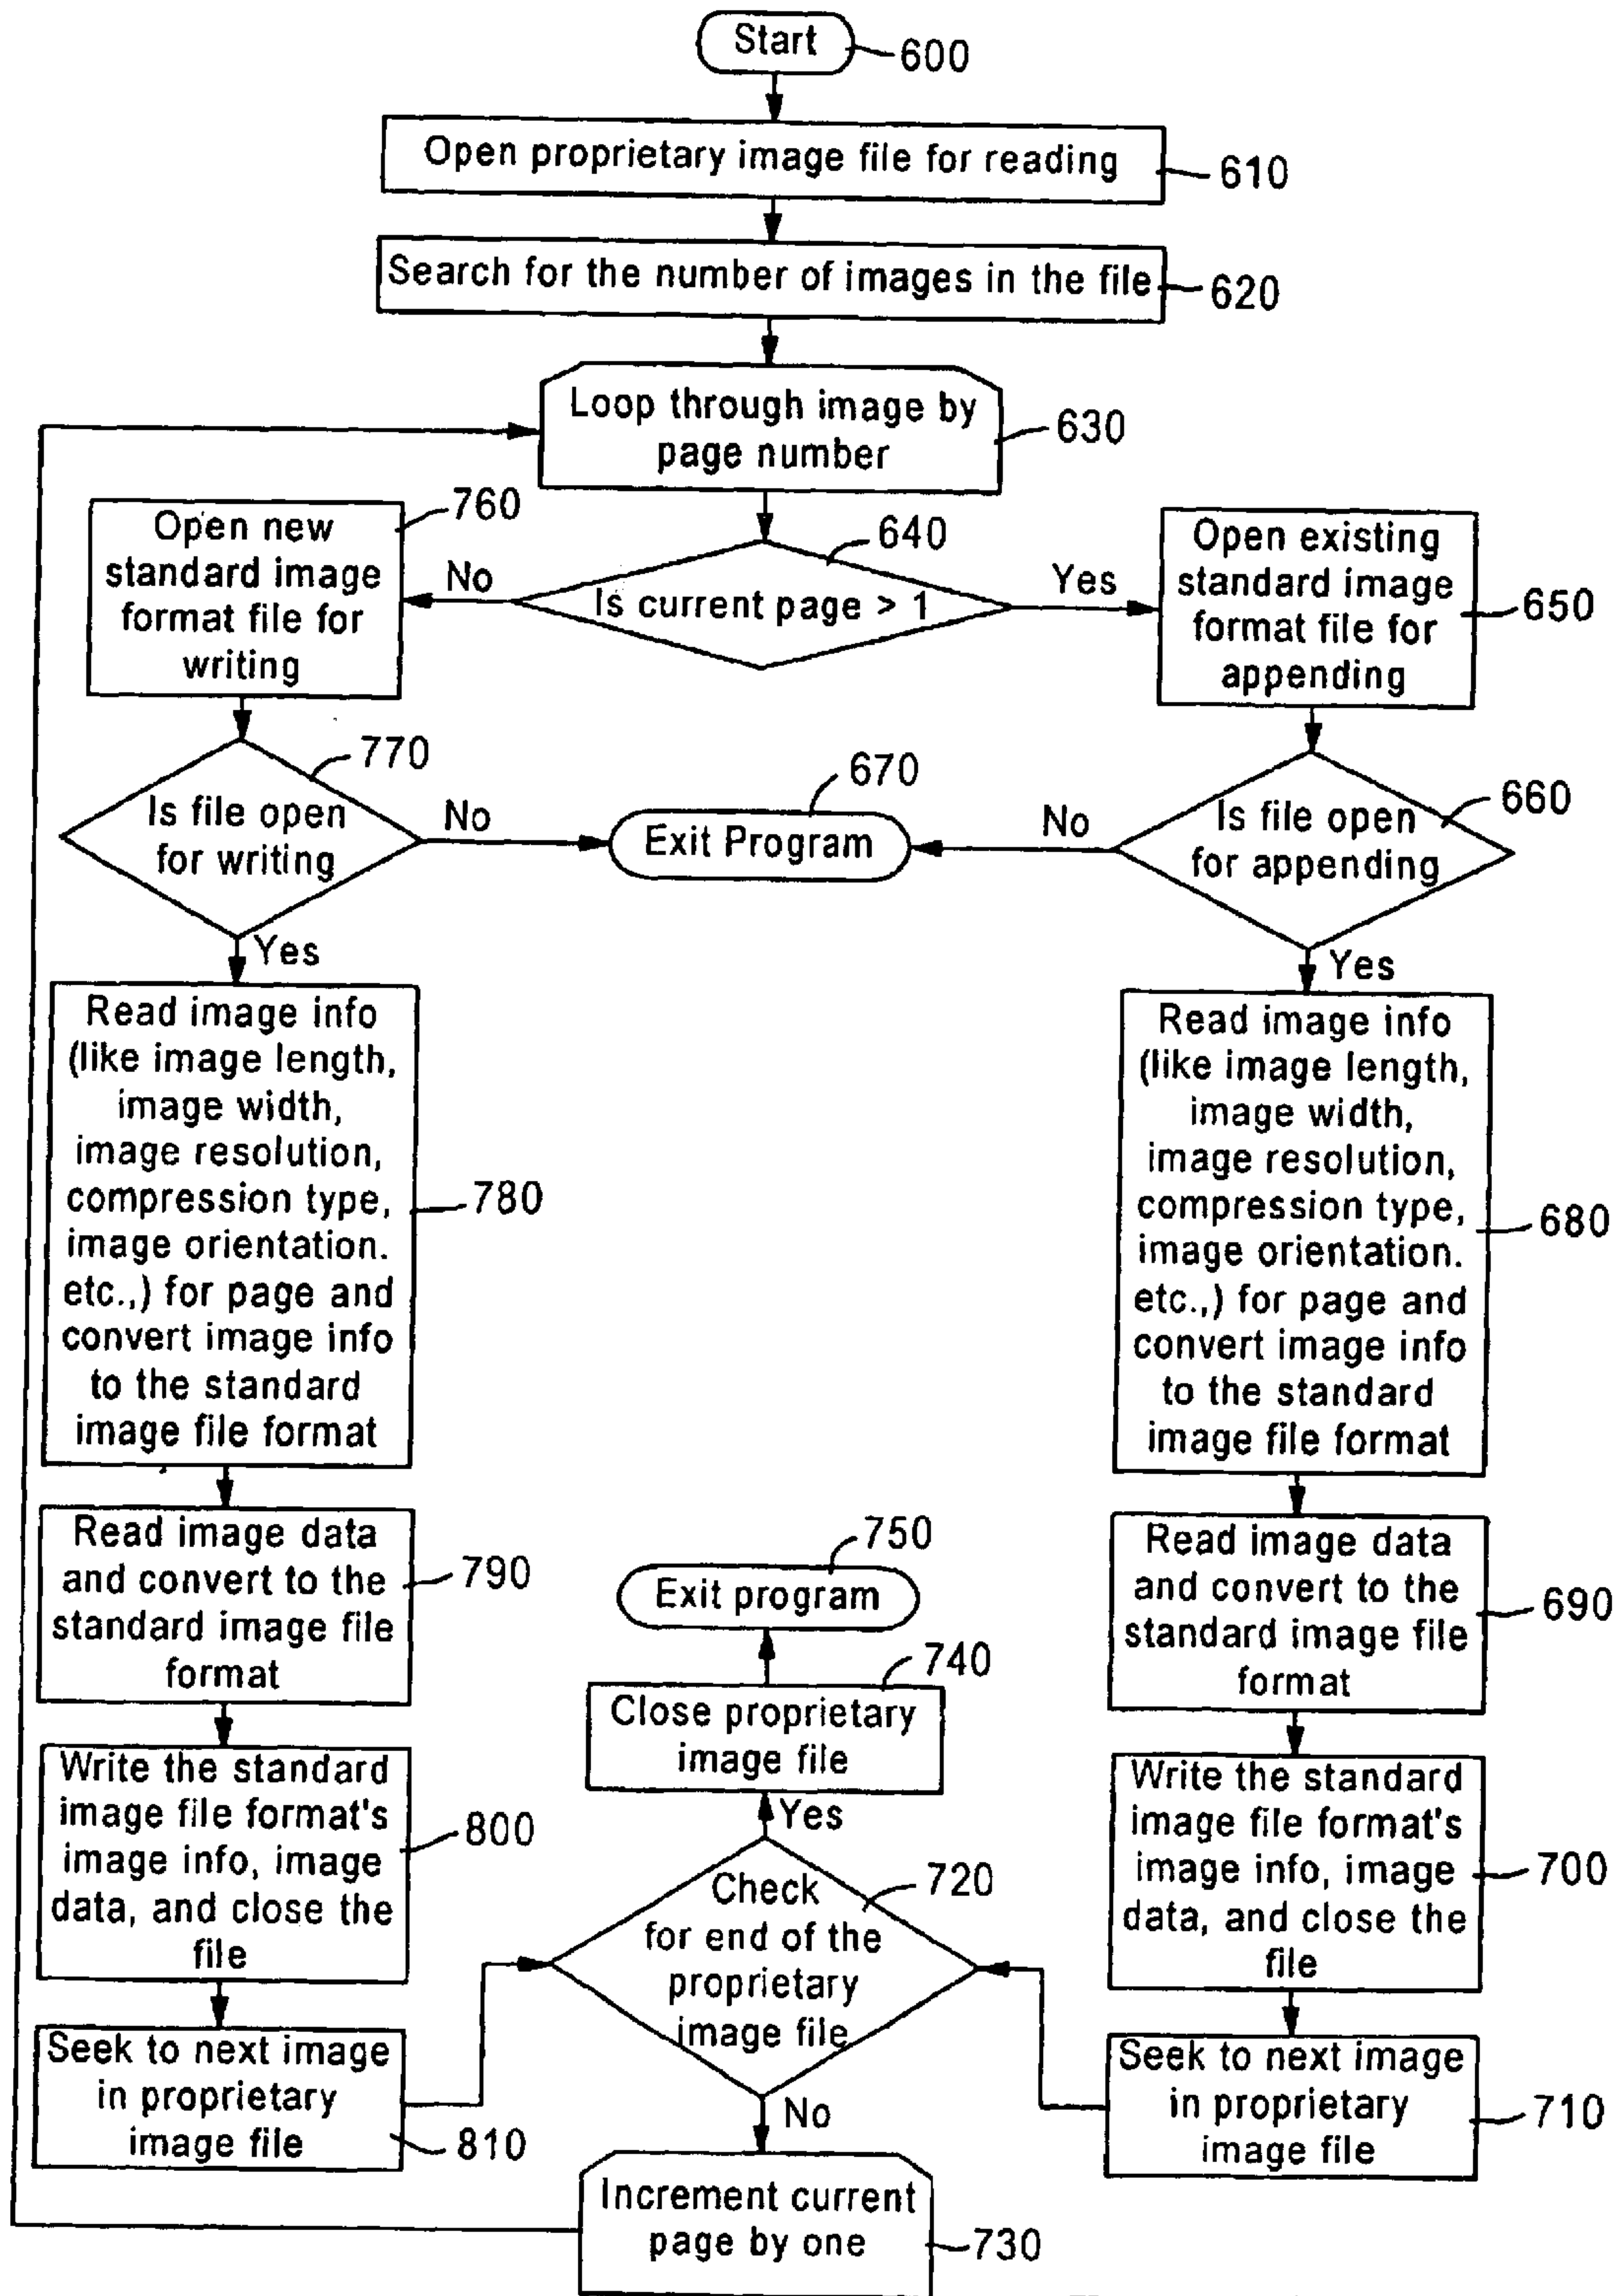 Start
600
Open proprietary image file for reading
610
Search for the number of images in the file
620
Loop through image by
page number
630
760
Open new
standard image
format file for
writing
No
640
Is current page > 1
Yes
Open existing
standard image
format file for
appending
650
770
Is file open
for writing
No
670
Exit Program
No
660
Is file open
for appending
Yes
Yes
Read image info
(like image length,
image width,
image resolution,
compression type,
image orientation.
etc.,) for page and
convert image info
to the standard
image file format
780
Read image info
(like image length,
image width,
image resolution,
compression type,
image orientation.
etc.,) for page and
convert image info
to the standard
image file format
680
Read image data
and convert to the
standard image file
format
790
750
Exit program
Read image data
and convert to the
standard image file
format
690
740
Close proprietary
image file
Write the standard
image file format's
image info, image
data, and close the
file
800
Yes
Check
for end of the
proprietary
image file
720
Write the standard
image file format's
image info, image
data, and close the
file
700
Seek to next image
in proprietary
image file
810
No
Seek to next image
in proprietary
image file
710
Increment current
page by one
730